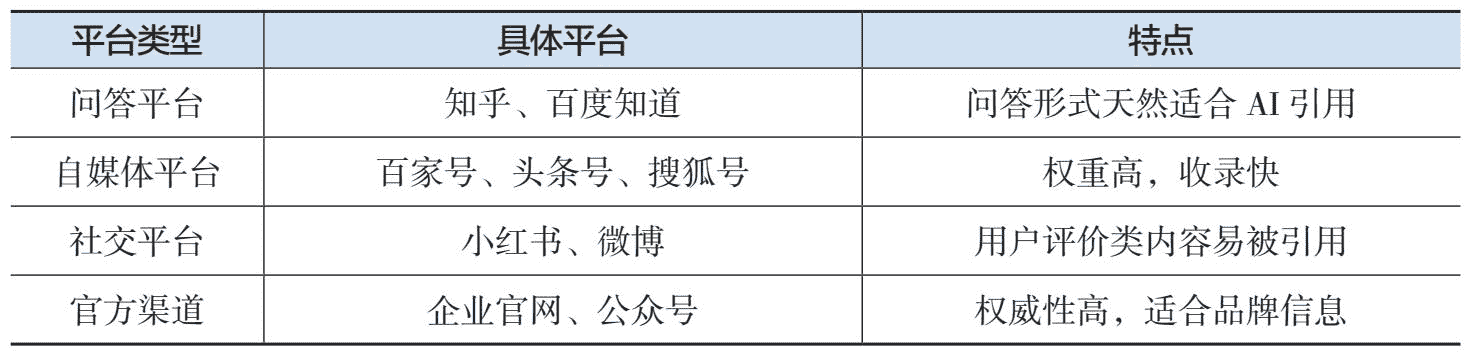 平台类型 具体平台 特点
问答平台 知乎、百度知道 问答形式天然适合 AI 引用
自媒体平台 百家号、头条号、搜狐号 权重高，收录快
社交平台 小红书、微博 用户评价类内容易被引用
官方渠道 企业官网、公众号 权威性高，适合品牌信息